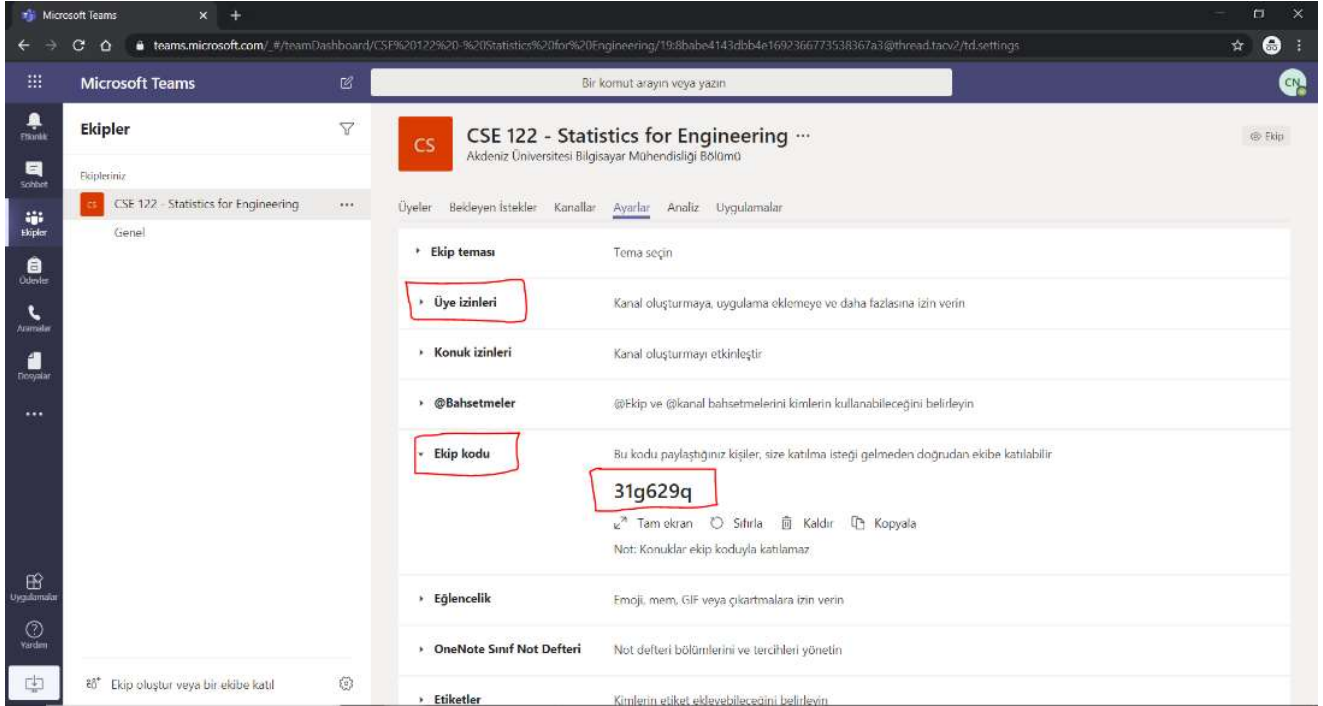 Microsoft Teams
teams.microsoft.com/_#/teamDashboard/CSE%20122%20-%20Statistics%20for%20Engineering/19:8babe4143dbb4e1692366773538367a3@thread.tacv2/td.settings
Microsoft Teams
Bir komut arayın veya yazın
CN
Etkinlik
Sohbet
Ekipler
Ödevler
Aramalar
Dosyalar
Uygulamalar
Yardım
Ekipler
Ekipleriniz
CS CSE 122 - Statistics for Engineering
Genel
Ekip oluştur veya bir ekibe katıl
CS
CSE 122 - Statistics for Engineering
Ekip
Akdeniz Üniversitesi Bilgisayar Mühendisliği Bölümü
Üyeler Bekleyen İstekler Kanallar Ayarlar Analiz Uygulamalar
Ekip teması Tema seçin
Üye izinleri Kanal oluşturmaya, uygulama eklemeye ve daha fazlasına izin verin
Konuk izinleri Kanal oluşturmayı etkinleştir
@Bahsetmeler @Ekip ve @kanal bahsetmelerini kimlerin kullanabileceğini belirleyin
Ekip kodu Bu kodu paylaştığınız kişiler, size katılma isteği gelmeden doğrudan ekibe katılabilir
31g629q
Tam ekran Sıfırla Kaldır Kopyala
Not: Konuklar ekip koduyla katılamaz
Eğlencelik Emoji, mem, GIF veya çıkartmalara izin verin
OneNote Sınıf Not Defteri Not defteri bölümlerini ve tercihleri yönetin
Etiketler Kimlerin etiket ekleyebileceğini belirleyin